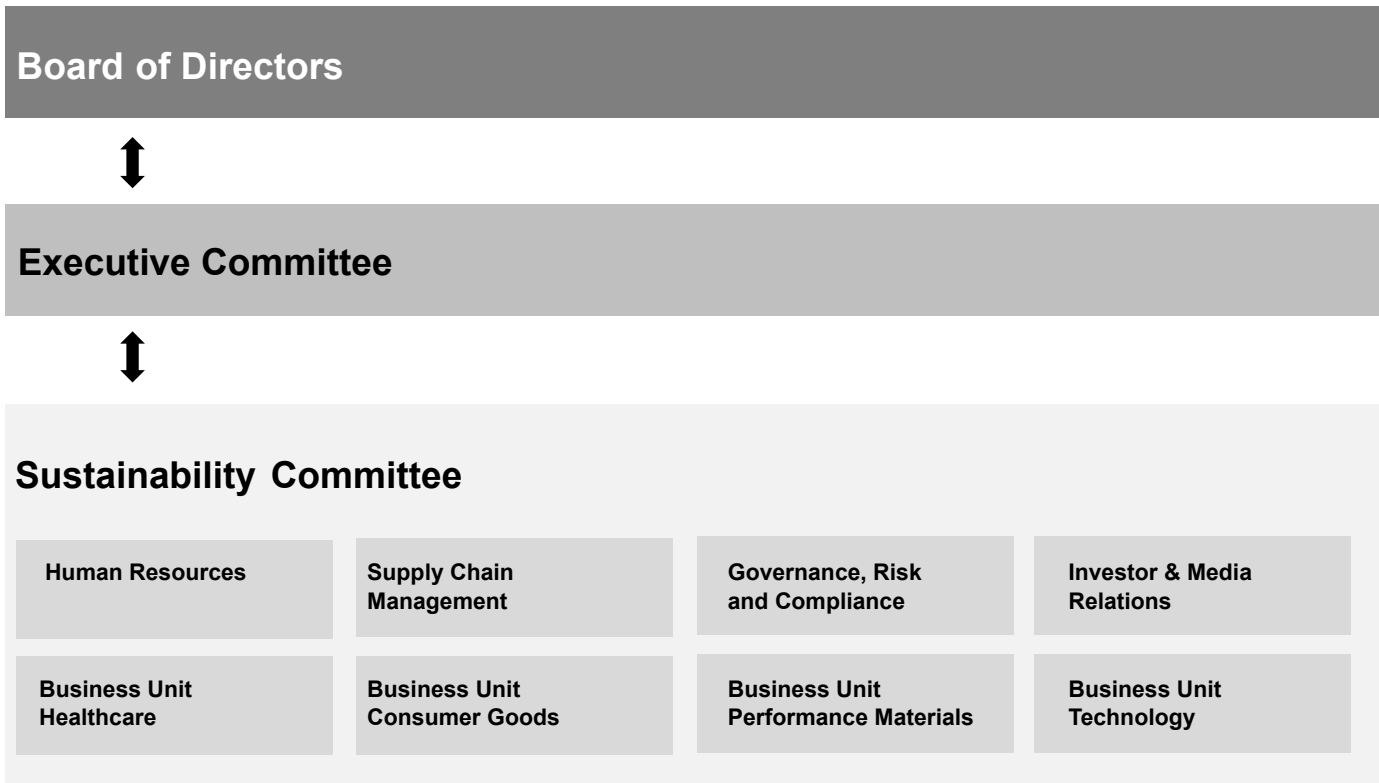 Board of Directors
Executive Committee
Sustainability Committee
Human Resources
Supply Chain
Management
Governance, Risk
and Compliance
Investor & Media
Relations
Business Unit
Healthcare
Business Unit
Consumer Goods
Business Unit
Performance Materials
Business Unit
Technology